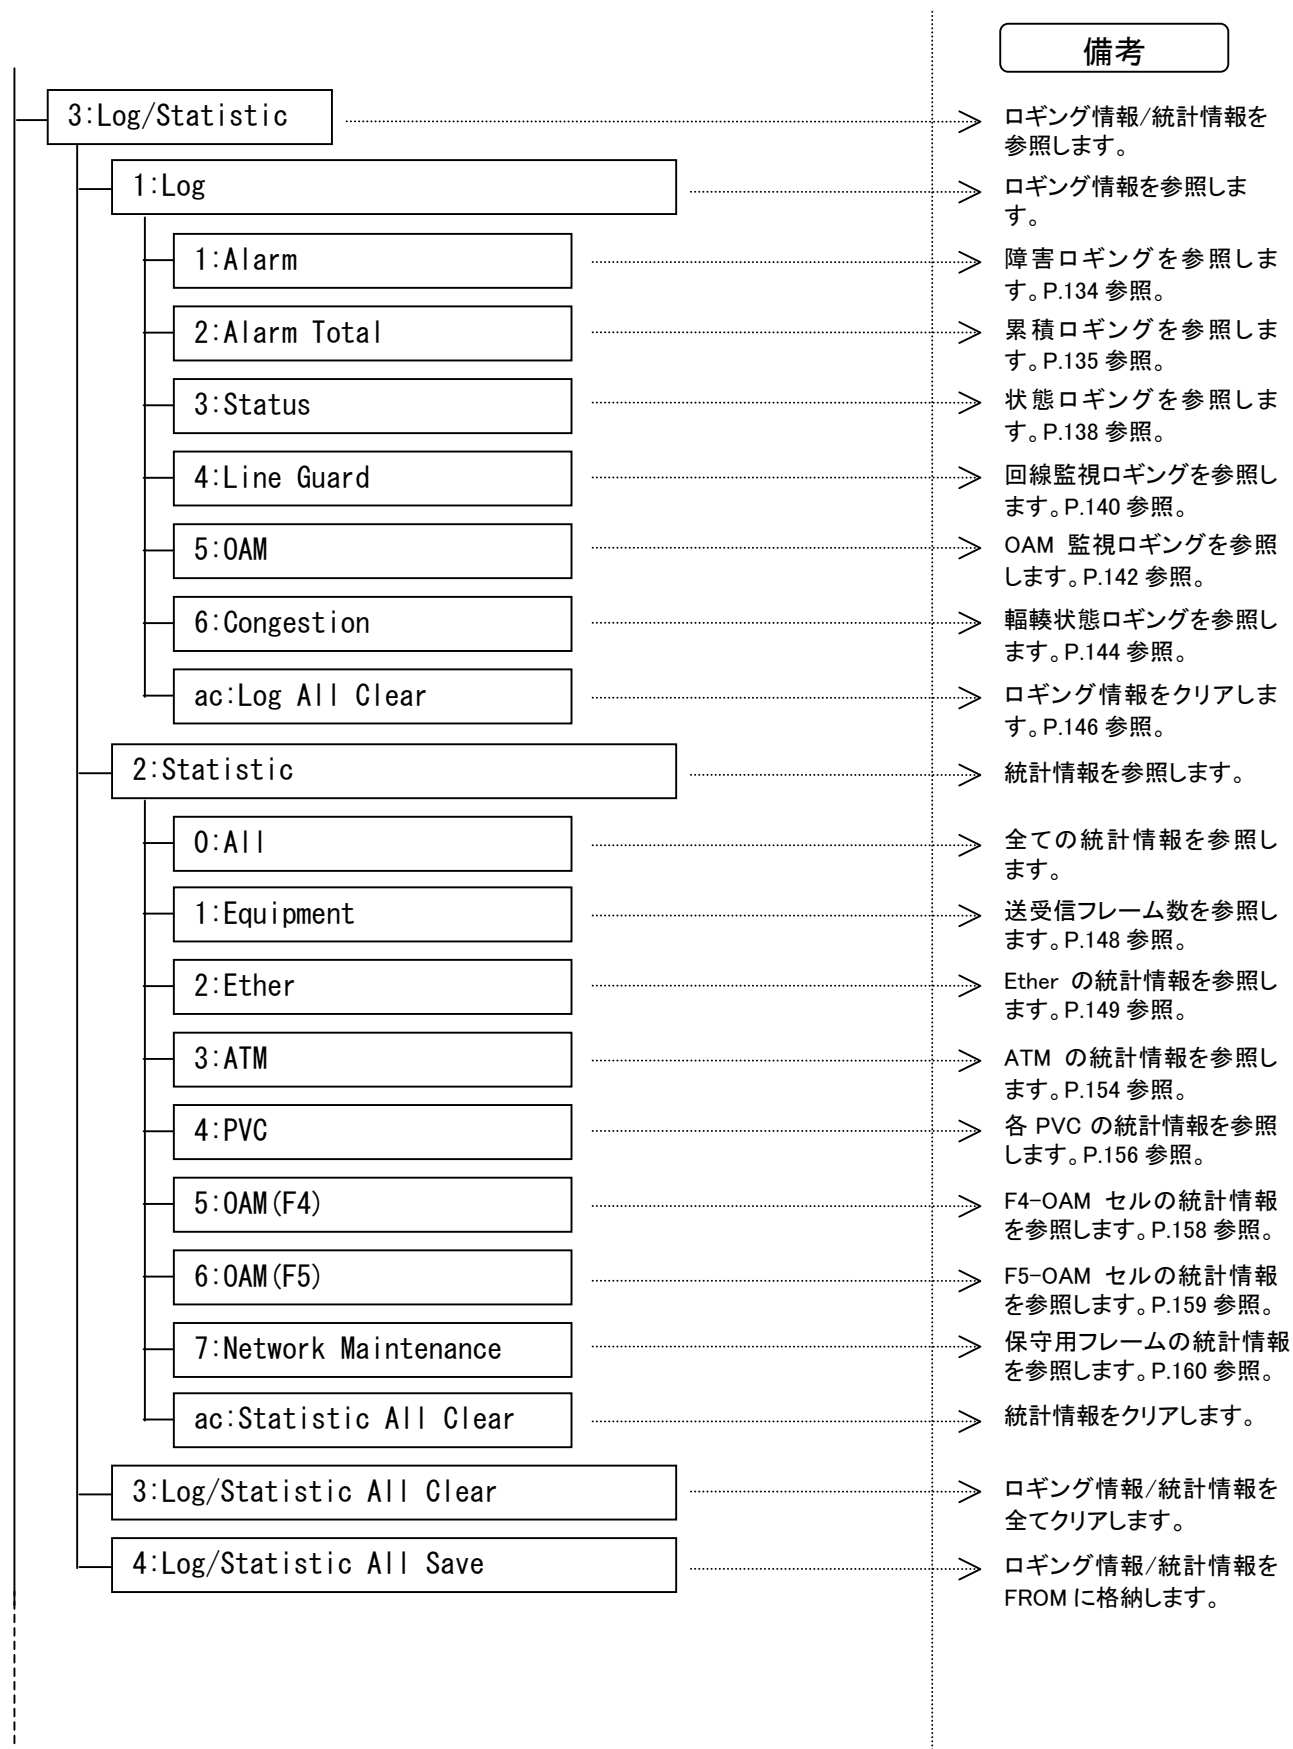 備考
3:Log/Statistic
ロギング情報/統計情報を
参照します。
1:Log
ロギング情報を参照しま
す。
1:Alarm
障害ロギングを参照しま
す。P.134 参照。
2:Alarm Total
累積ロギングを参照しま
す。P.135 参照。
3:Status
状態ロギングを参照しま
す。P.138 参照。
4:Line Guard
回線監視ロギングを参照し
ます。P.140 参照。
5:OAM
OAM 監視ロギングを参照
します。P.142 参照。
6:Congestion
輻輳状態ロギングを参照し
ます。P.144 参照。
ac:Log All Clear
ロギング情報をクリアしま
す。P.146 参照。
2:Statistic
統計情報を参照します。
0:All
全ての統計情報を参照し
ます。
1:Equipment
送受信フレーム数を参照し
ます。P.148 参照。
2:Ether
Ether の統計情報を参照し
ます。P.149 参照。
3:ATM
ATM の統計情報を参照し
ます。P.154 参照。
4:PVC
各 PVC の統計情報を参照
します。P.156 参照。
5:OAM(F4)
F4-OAM セルの統計情報
を参照します。P.158 参照。
6:OAM(F5)
F5-OAM セルの統計情報
を参照します。P.159 参照。
7:Network Maintenance
保守用フレームの統計情報
を参照します。P.160 参照。
ac:Statistic All Clear
統計情報をクリアします。
3:Log/Statistic All Clear
ロギング情報/統計情報を
全てクリアします。
4:Log/Statistic All Save
ロギング情報/統計情報を
FROM に格納します。